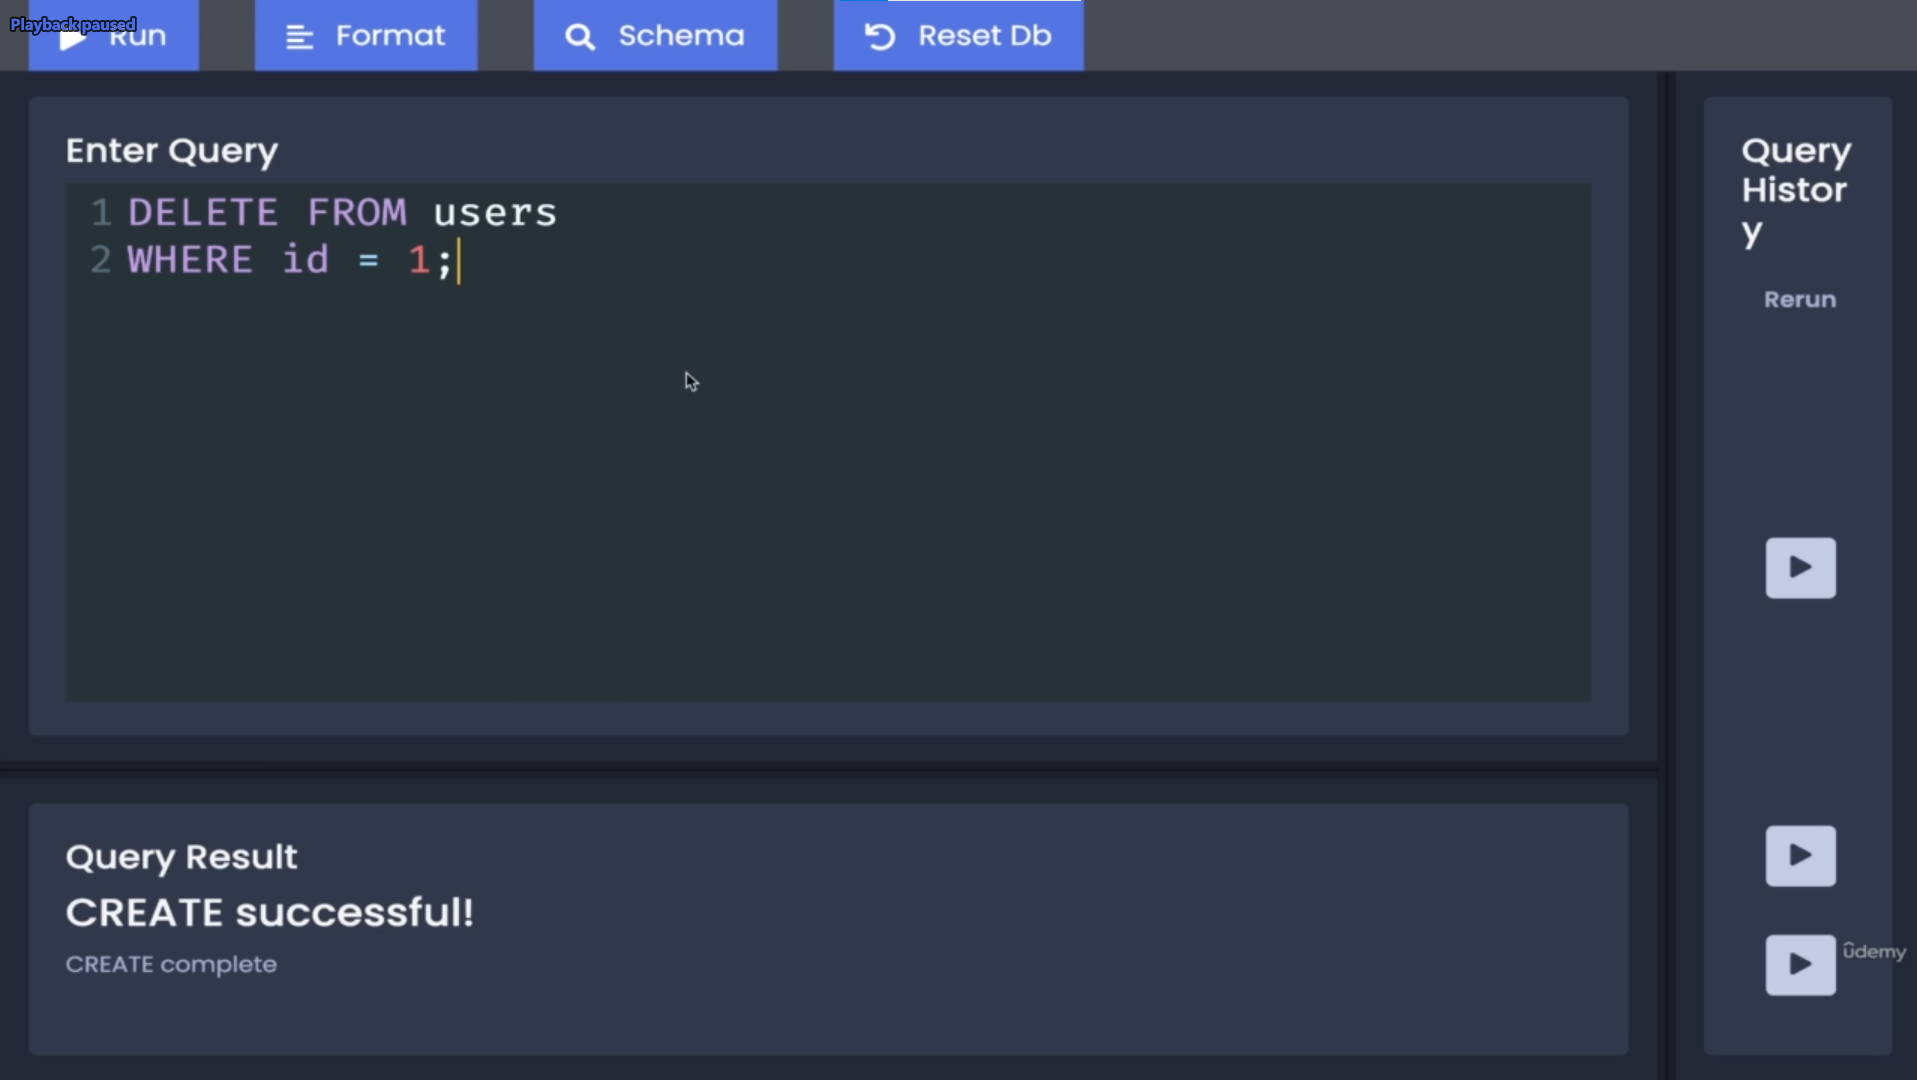 Playback paused
Run
Format
Schema
Reset Db
Enter Query
1 DELETE FROM users
2 WHERE id = 1;
Query
Histor
y
Rerun
Query Result
CREATE successful!
CREATE complete
ûdemy